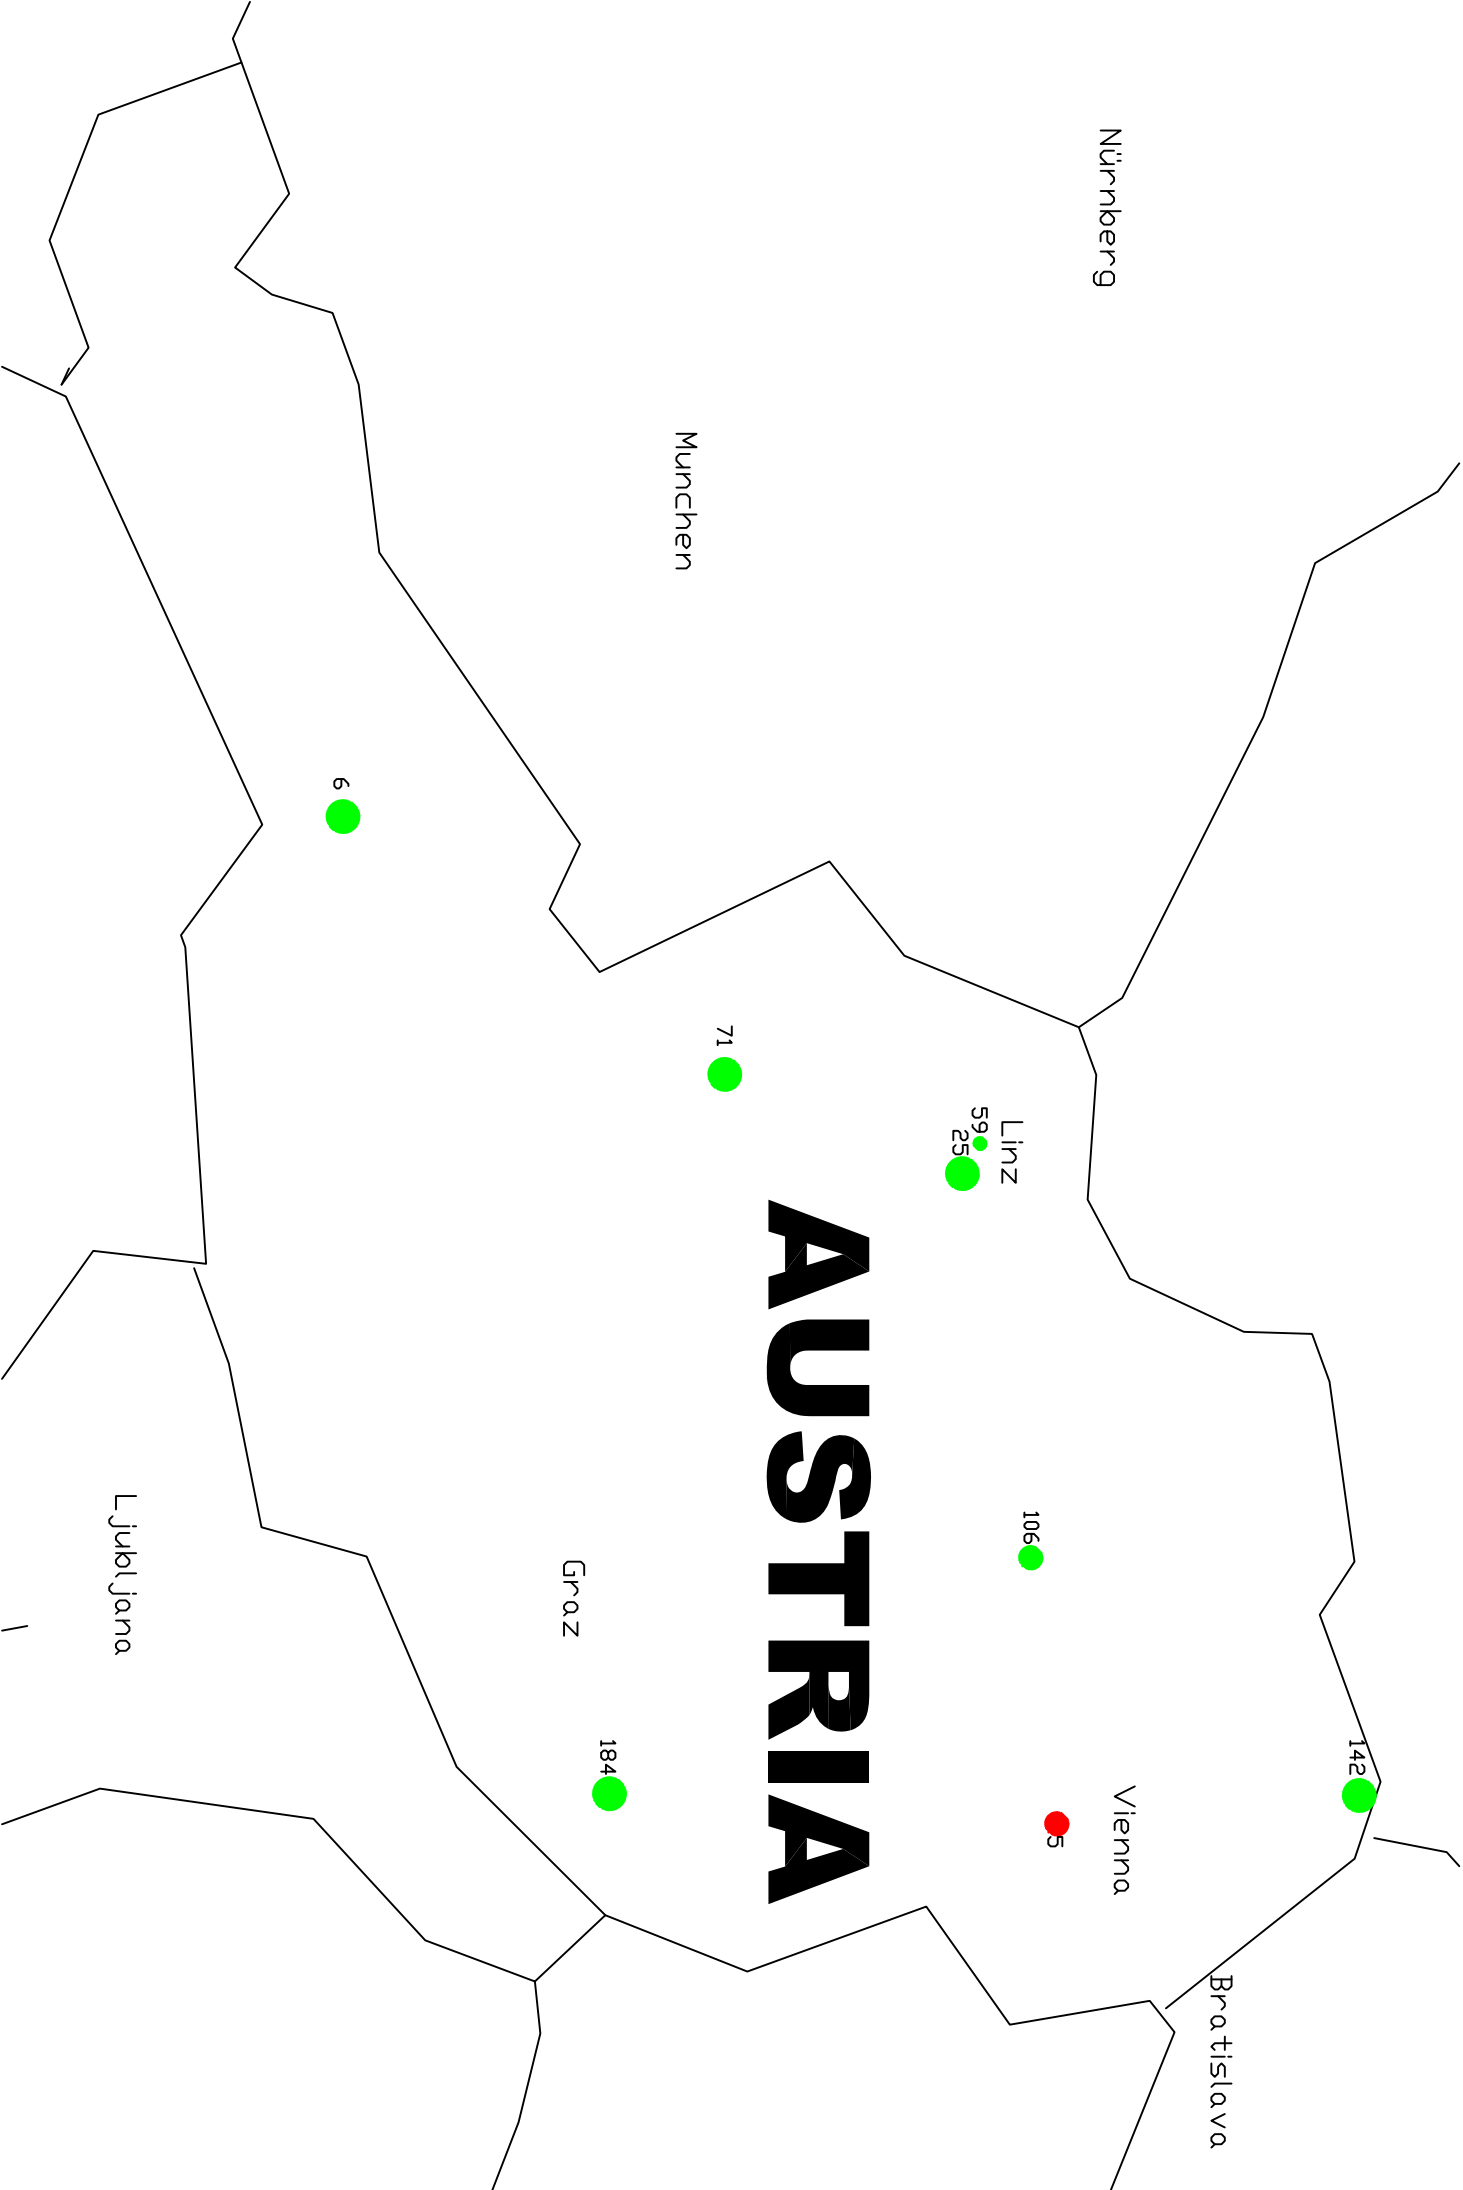 142
Bratislava
Vienna
Nürnberg
5
106
Linz
59
25
AUSTRIA
71
Munchen
184
Graz
6
Ljubljana